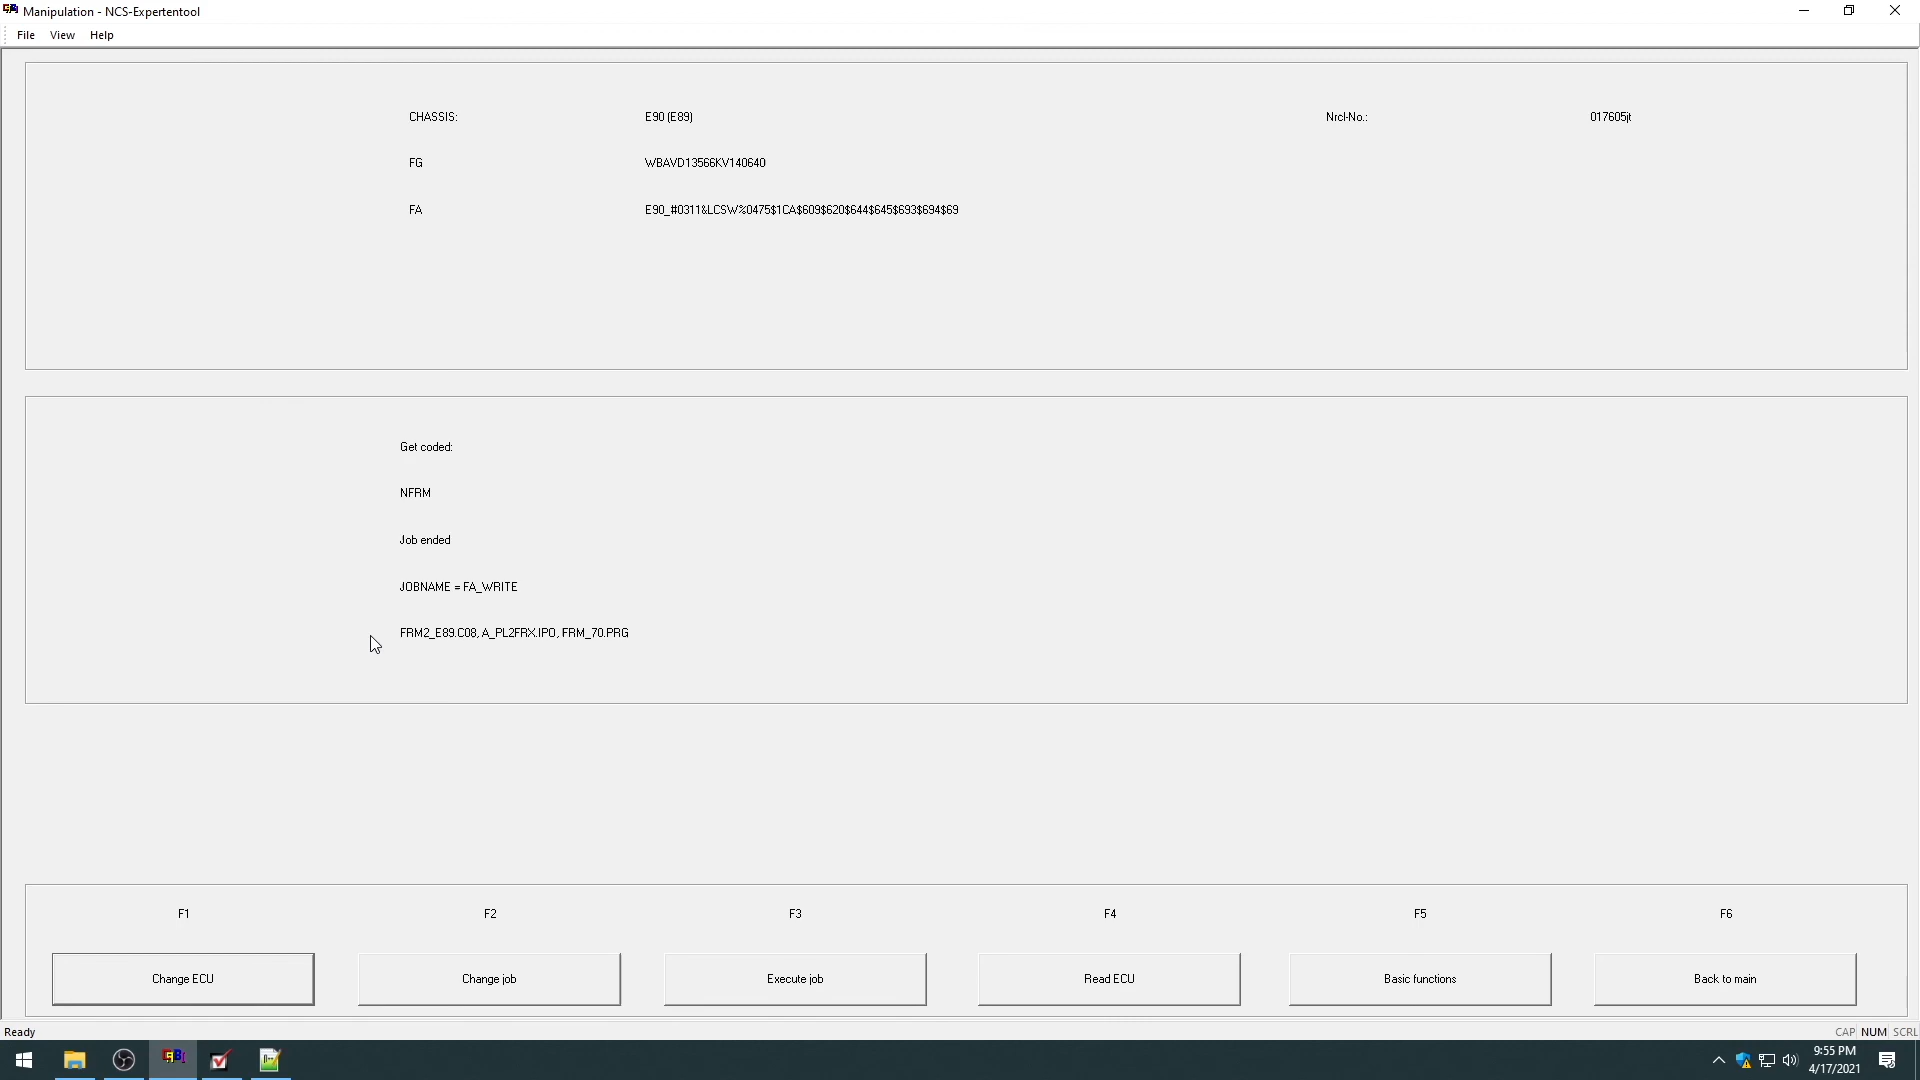 Manipulation - NCS-Expertentool
File View Help
CHASSIS: E90 (E89) Nrcl-No.: 017605jt
FG WBAVD13566KV140640
FA E90_#0311&LCSW%0475$1CA$609$620$644$645$693$694$69
Get coded:
NFRM
Job ended
JOBNAME = FA_WRITE
FRM2_E89.C08, A_PL2FRX.IPO, FRM_70.PRG
F1 F2 F3 F4 F5 F6
Change ECU Change job Execute job Read ECU Basic functions Back to main
Ready CAP NUM SCRL
9:55 PM
4/17/2021